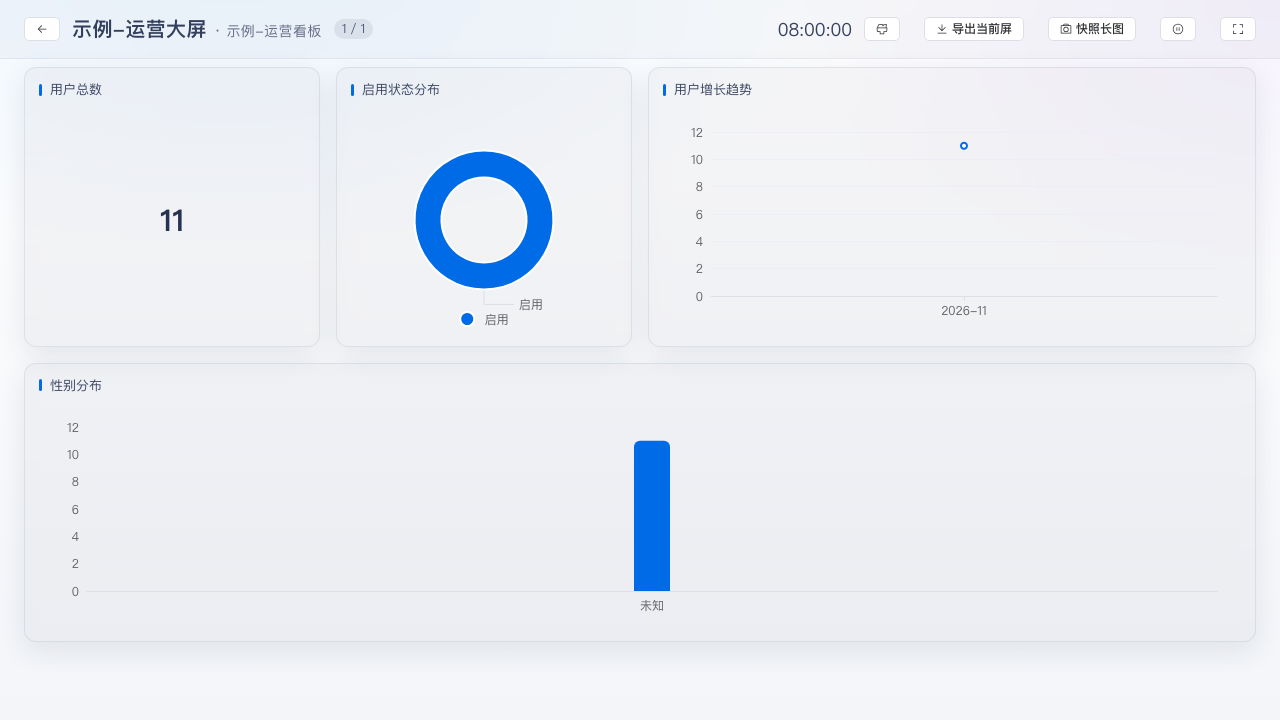 示例-运营大屏 · 示例-运营看板 1 / 1 08:00:00 导出当前屏 快照长图
用户总数
11
启用状态分布
启用
启用
用户增长趋势
12
10
8
6
4
2
0
2026-11
性别分布
12
10
8
6
4
2
0
未知